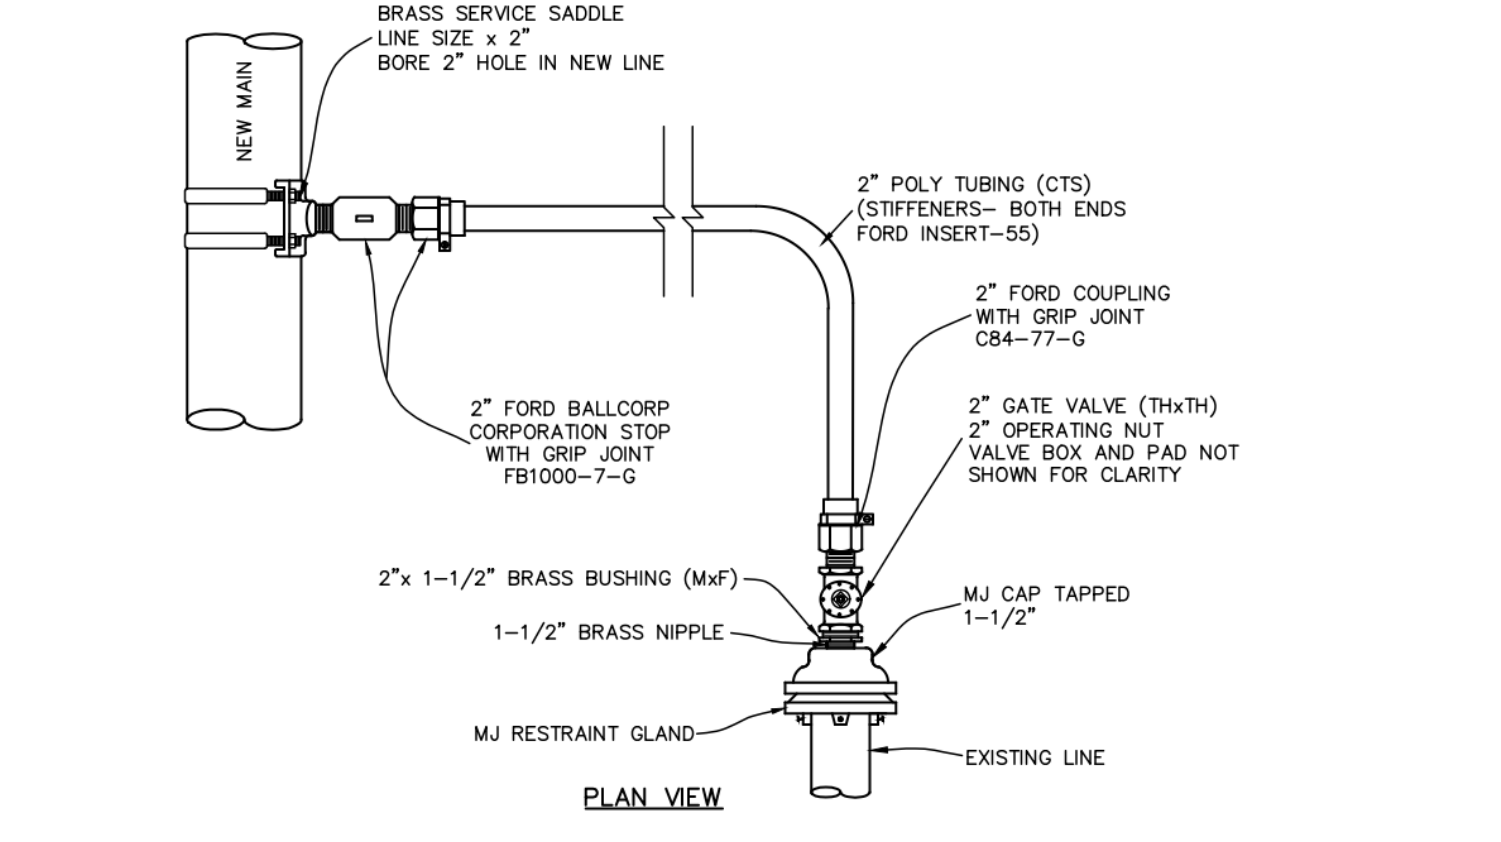 BRASS SERVICE SADDLE
LINE SIZE x 2”
BORE 2” HOLE IN NEW LINE
NEW MAIN
2” POLY TUBING (CTS)
(STIFFENERS– BOTH ENDS
FORD INSERT–55)
2” FORD COUPLING
WITH GRIP JOINT
C84–77–G
2” FORD BALLCORP
CORPORATION STOP
WITH GRIP JOINT
FB1000–7–G
2” GATE VALVE (THxTH)
2” OPERATING NUT
VALVE BOX AND PAD NOT
SHOWN FOR CLARITY
2”x 1–1/2” BRASS BUSHING (MxF)
MJ CAP TAPPED
1–1/2”
1–1/2” BRASS NIPPLE
MJ RESTRAINT GLAND
EXISTING LINE
PLAN VIEW